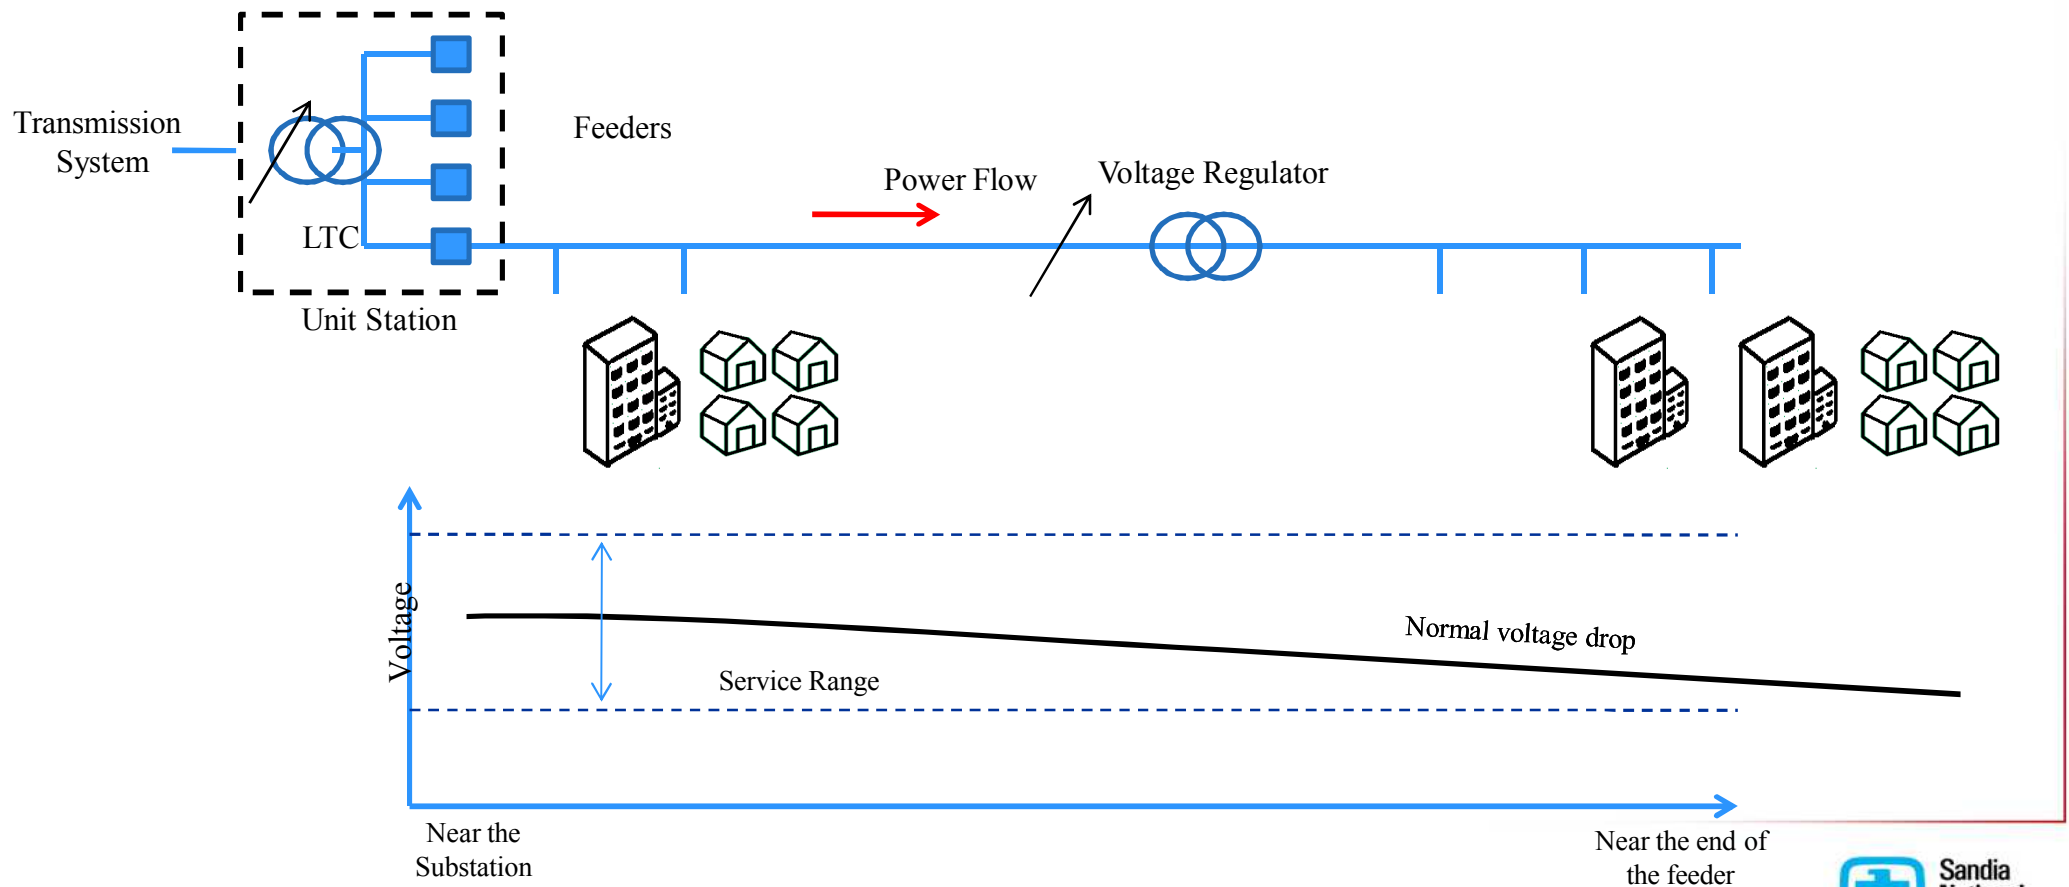 Transmission
System
LTC
Unit Station
Feeders
Power Flow
Voltage Regulator
Voltage
Normal voltage drop
Service Range
Near the
Substation
Near the end of
the feeder
Sandia